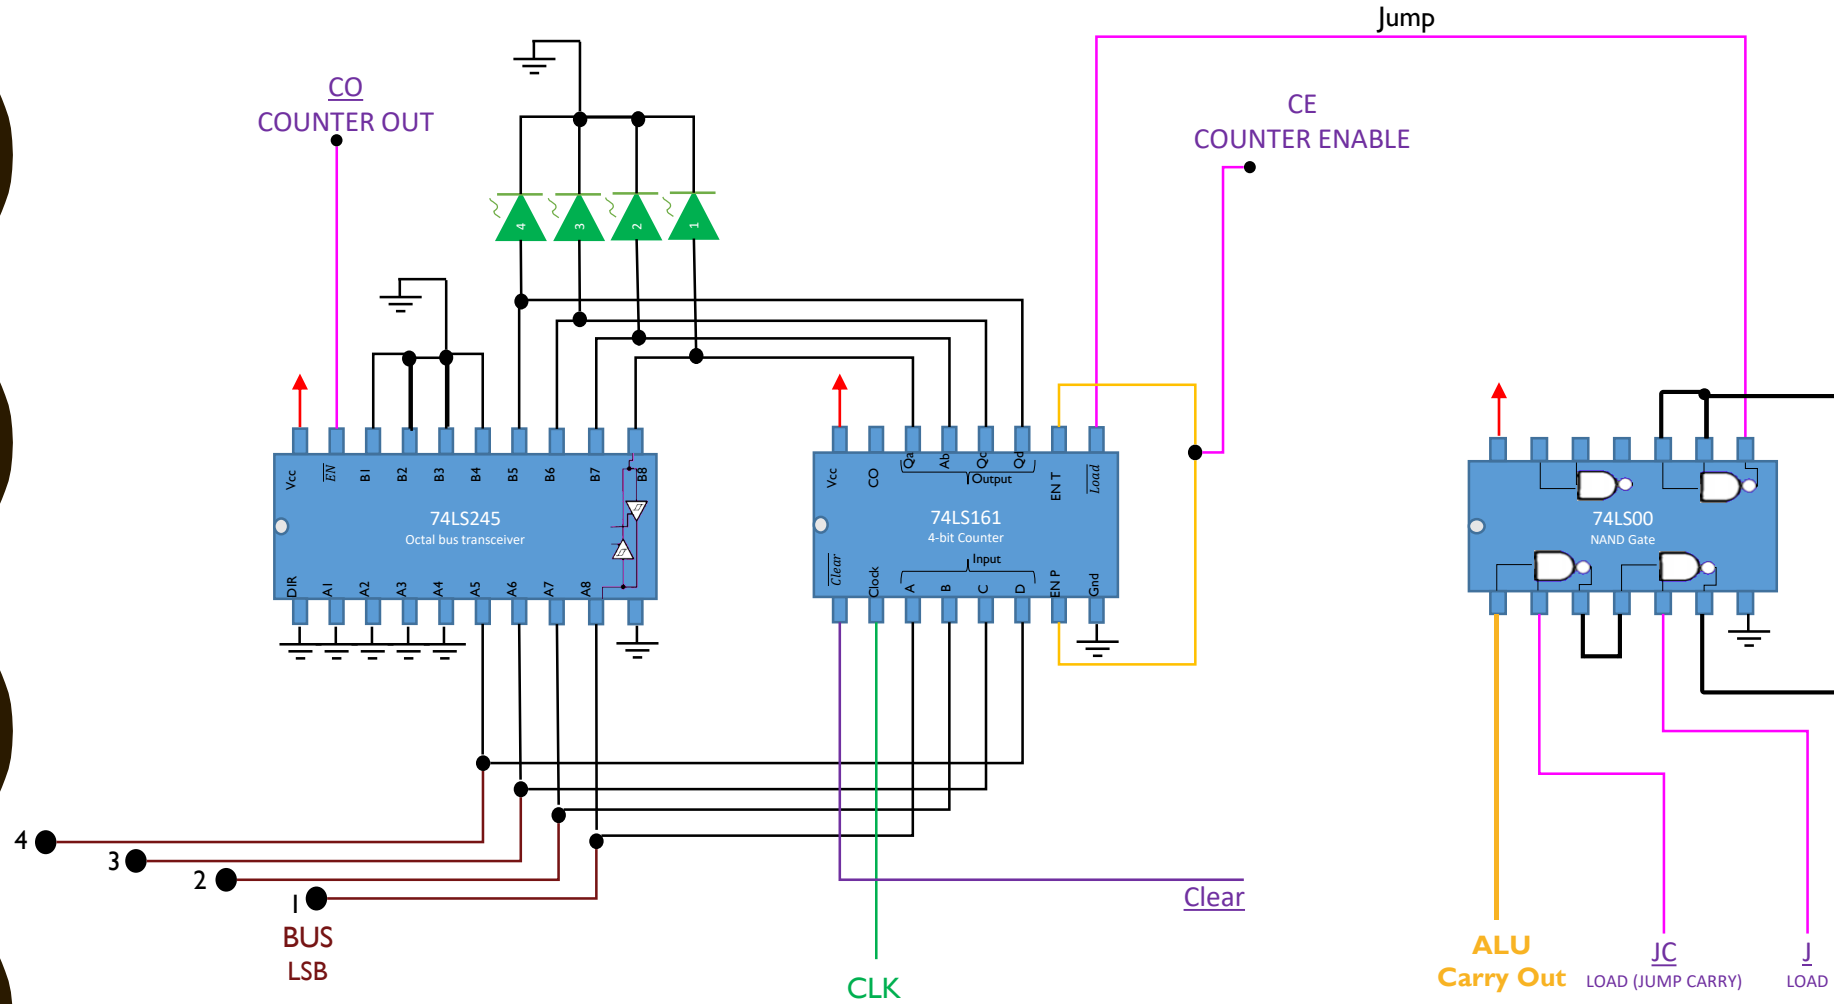 Jump
CO
COUNTER OUT
CE
COUNTER ENABLE
4
3
2
1
Vcc
EN
B1
B2
B3
B4
B5
B6
B7
B8
74LS245
Octal bus transceiver
DIR
A1
A2
A3
A4
A5
A6
A7
A8
Vcc
CO
Qa
Ab
Qc
Qd
EN T
Load
Output
74LS161
4-bit Counter
Input
Clear
Clock
A
B
C
D
EN P
Gnd
74LS00
NAND Gate
4
3
2
1
BUS
LSB
Clear
CLK
ALU
Carry Out
JC
LOAD (JUMP CARRY)
J
LOAD